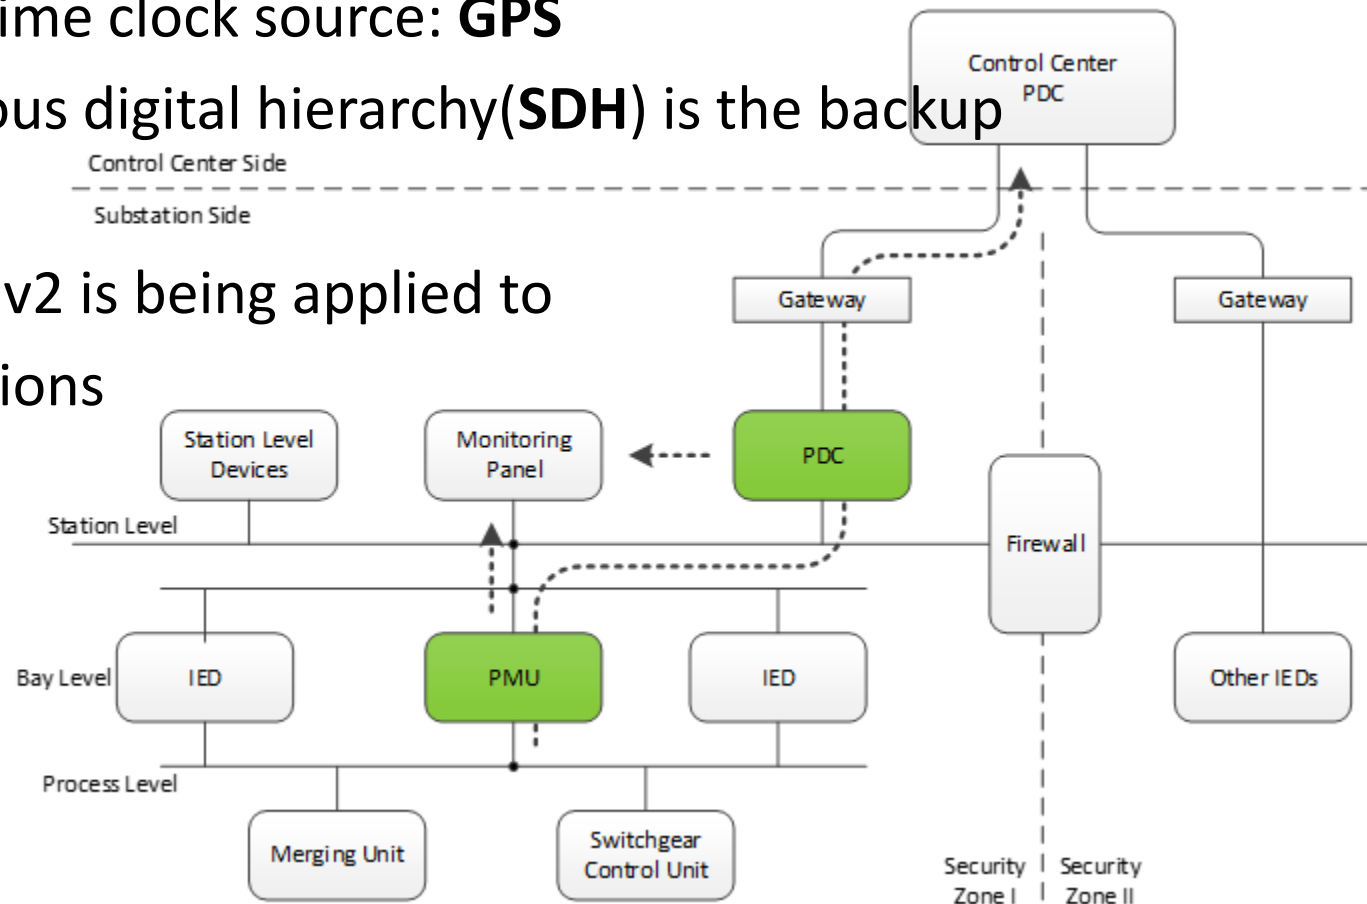 ime clock source: GPS
ous digital hierarchy(SDH) is the backup
v2 is being applied to
ions
Control Center
PDC
Control Center Side
Substation Side
Gateway
Gateway
Station Level
Devices
Monitoring
Panel
PDC
Station Level
Firewall
Bay Level
IED
PMU
IED
Other IEDs
Process Level
Merging Unit
Switchgear
Control Unit
Security
Zone I
Security
Zone II